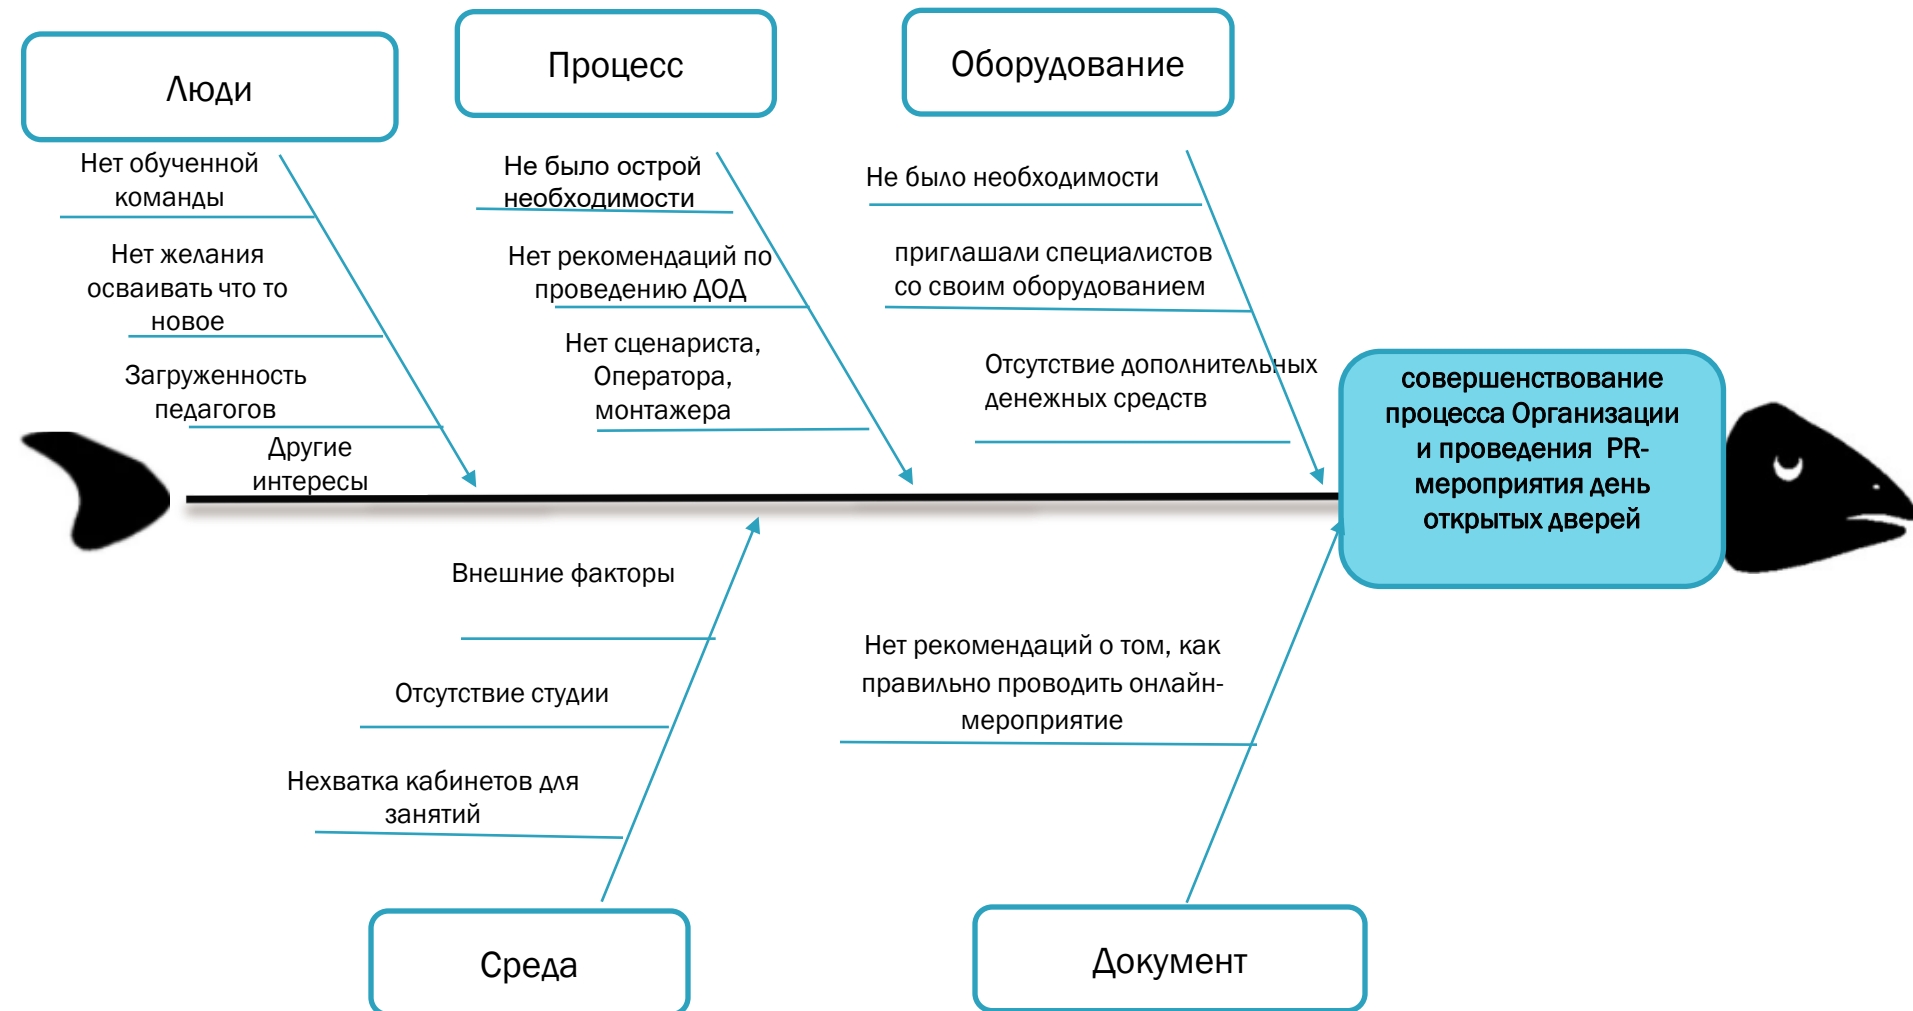 Люди
Процесс
Оборудование
Нет обученной
команды
Нет желания
осваивать что то
новое
Загруженность
педагогов
Другие
интересы
Не было острой
необходимости
Нет рекомендаций по
проведению ДОД
Нет сценариста,
Оператора,
монтажера
Не было необходимости
приглашали специалистов
со своим оборудованием
Отсутствие дополнительных
денежных средств
совершенствование
процесса Организации
и проведения PR-
мероприятия день
открытых дверей
Внешние факторы
Отсутствие студии
Нехватка кабинетов для
занятий
Нет рекомендаций о том, как
правильно проводить онлайн-
мероприятие
Среда
Документ